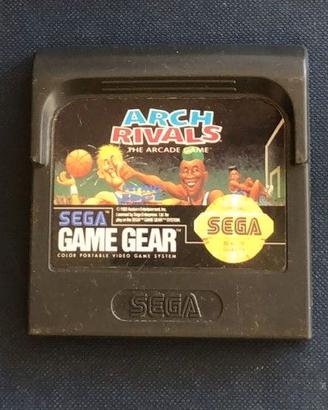 ARCH
RIVALS
THE ARCADE GAME
SEGA
GAME GEAR
COLOR PORTABLE VIDEO GAME SYSTEM
SEGA
SEGA